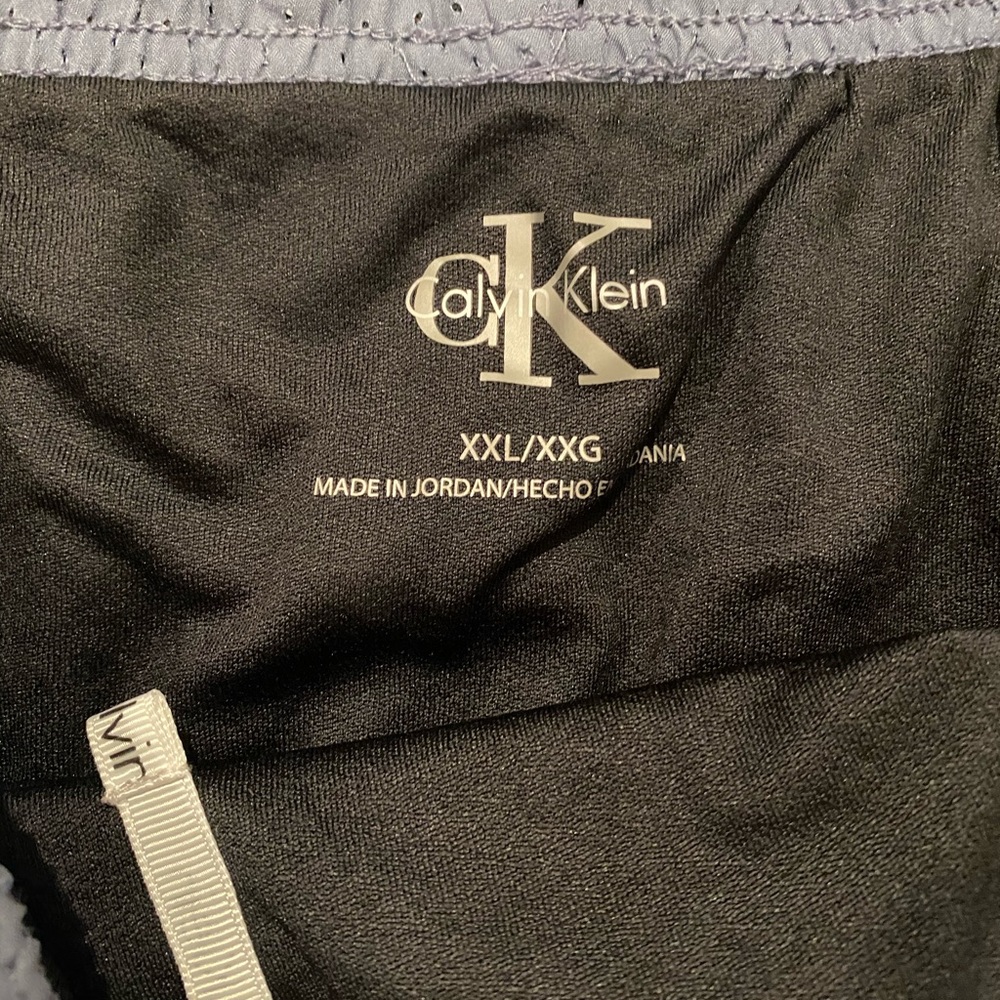 CK
Calvin Klein
XXL/XXG
MADE IN JORDAN/HECHO E DANIA
lvin